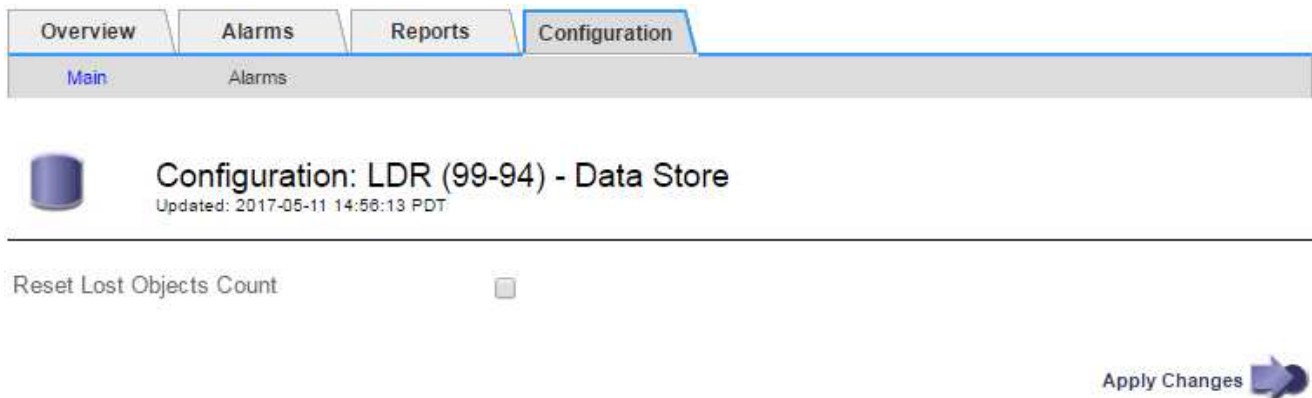 Overview Alarms Reports Configuration
Main Alarms
Configuration: LDR (99-94) - Data Store
Updated: 2017-05-11 14:56:13 PDT
Reset Lost Objects Count
Apply Changes